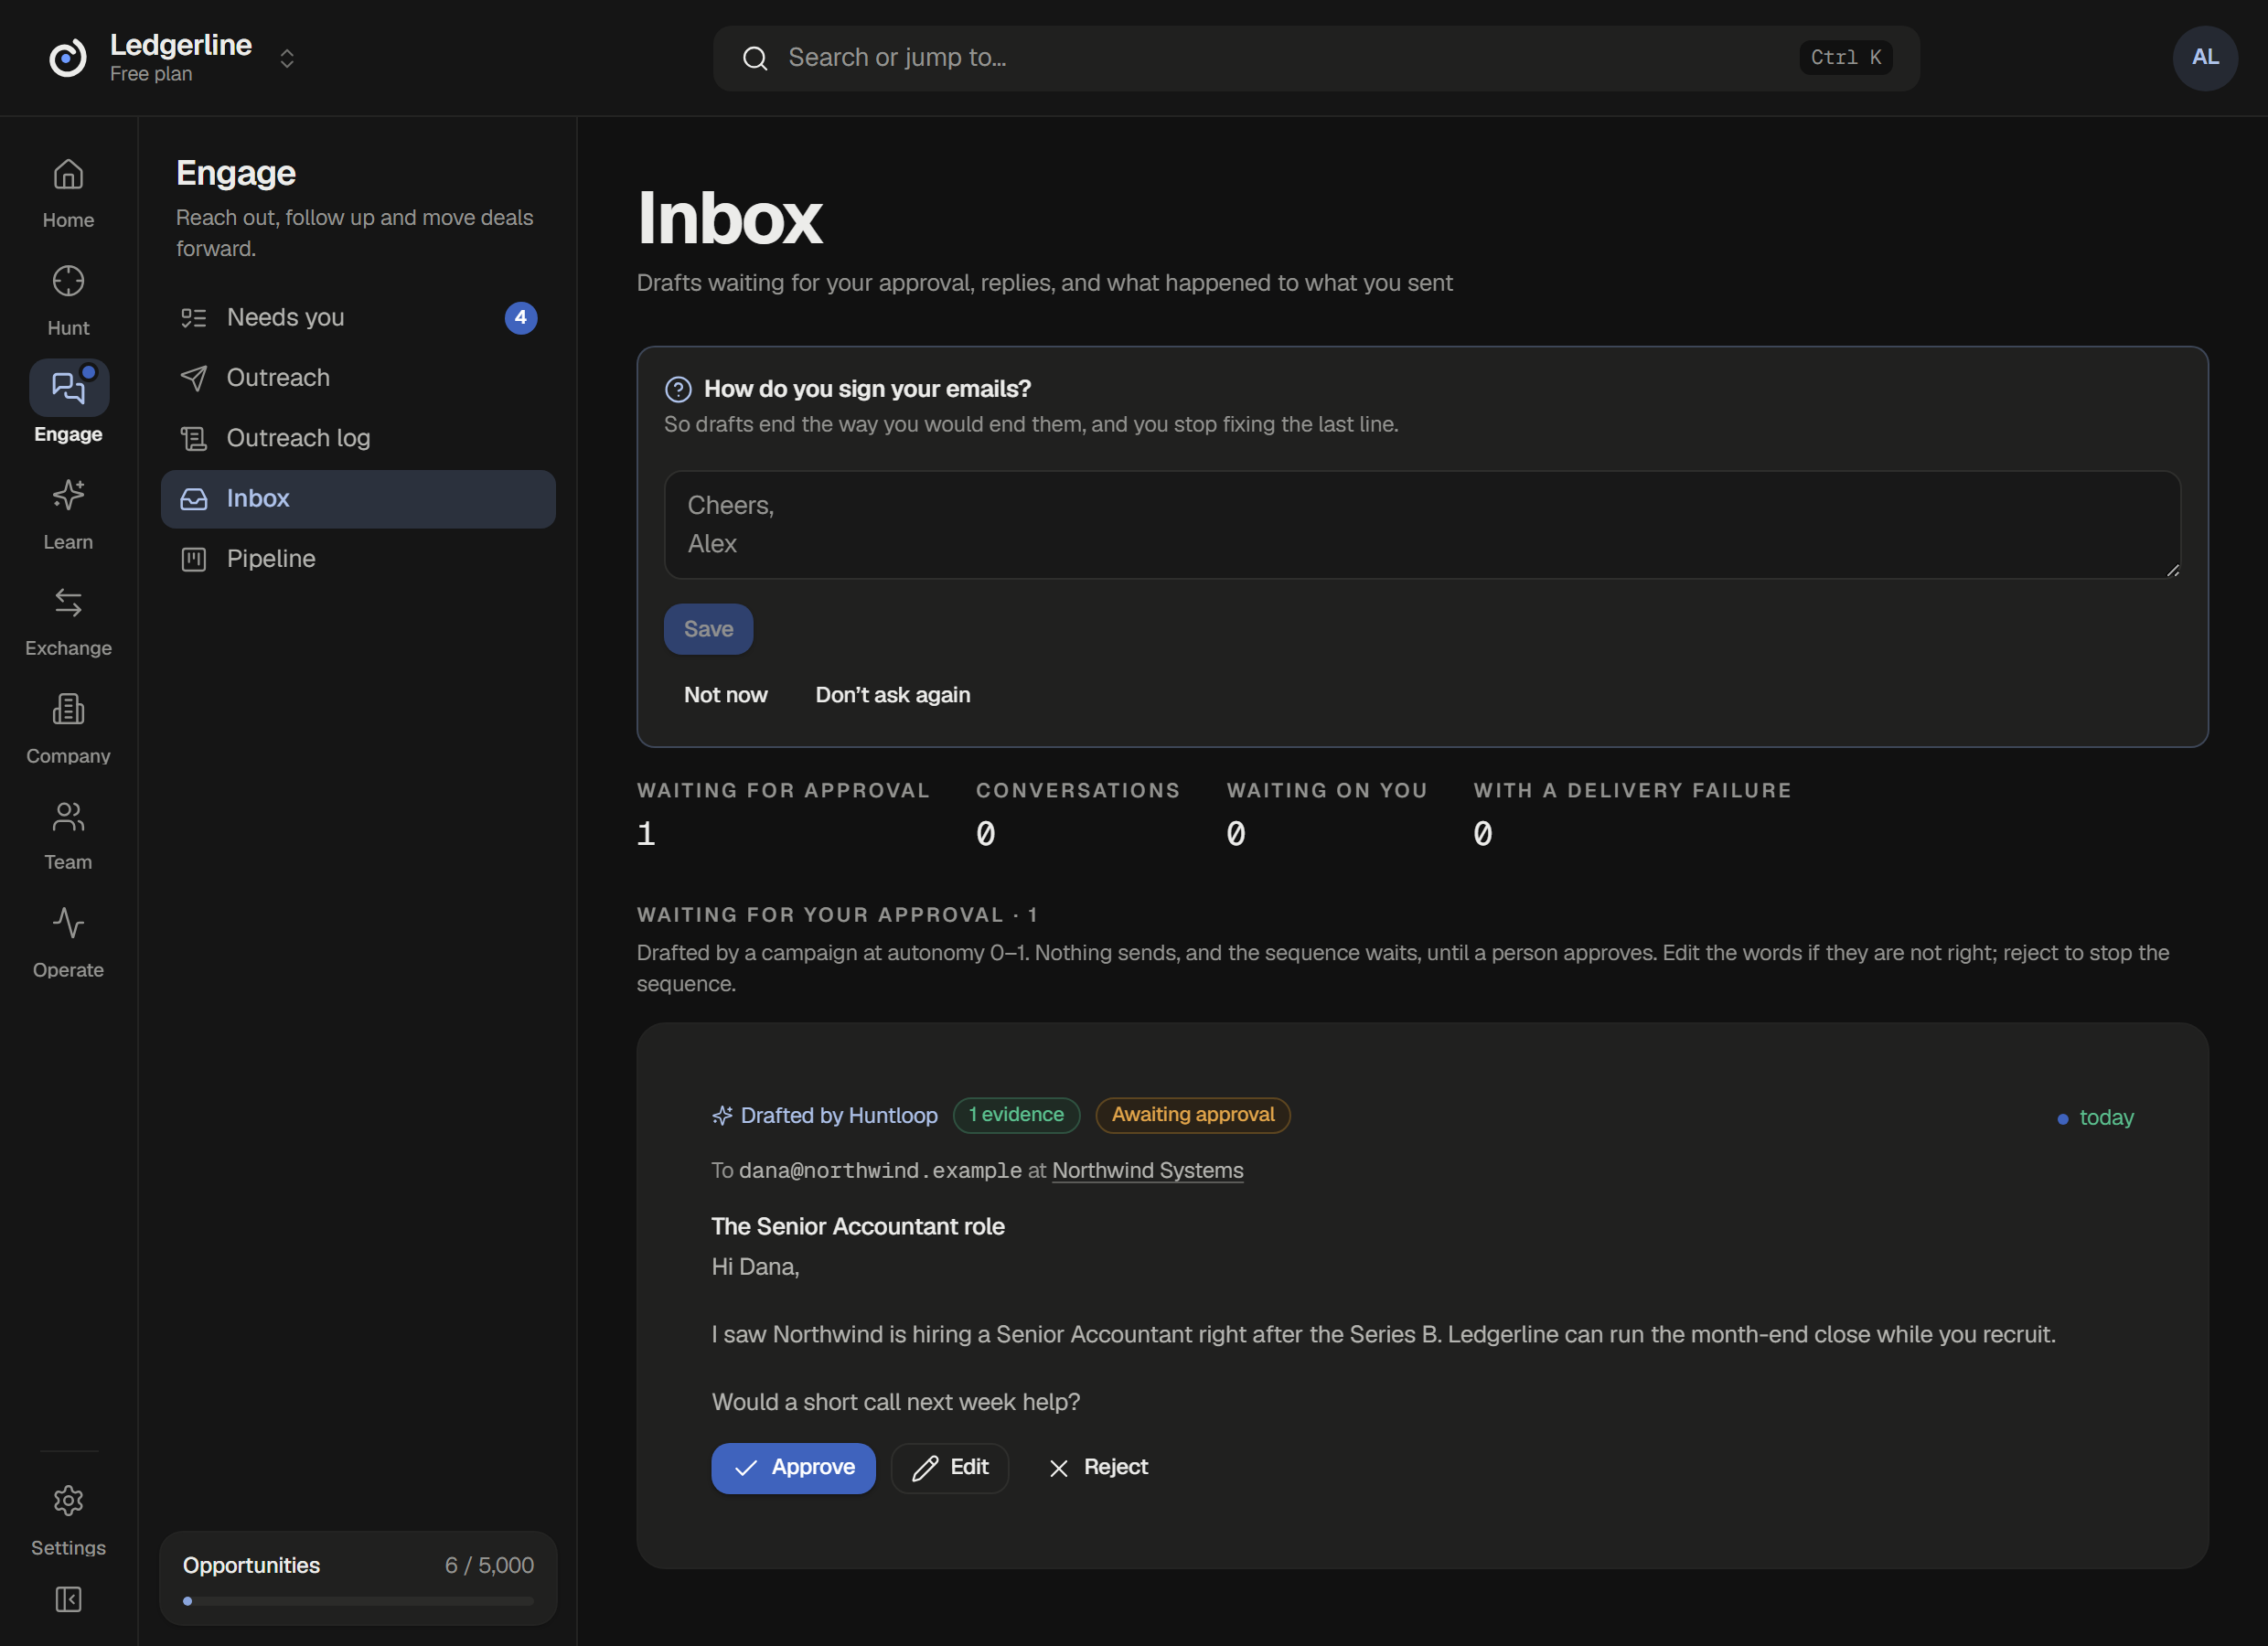 Ledgerline
Free plan
Search or jump to...
Ctrl K
AL
Home
Hunt
Engage
Learn
Exchange
Company
Team
Operate
Settings
Engage
Reach out, follow up and move deals
forward.
Needs you
4
Outreach
Outreach log
Inbox
Pipeline
Opportunities
6 / 5,000
Inbox
Drafts waiting for your approval, replies, and what happened to what you sent
How do you sign your emails?
So drafts end the way you would end them, and you stop fixing the last line.
Cheers,
Alex
Save
Not now
Don’t ask again
WAITING FOR APPROVAL
1
CONVERSATIONS
0
WAITING ON YOU
0
WITH A DELIVERY FAILURE
0
WAITING FOR YOUR APPROVAL · 1
Drafted by a campaign at autonomy 0–1. Nothing sends, and the sequence waits, until a person approves. Edit the words if they are not right; reject to stop the
sequence.
Drafted by Huntloop
1 evidence
Awaiting approval
today
To dana@northwind.example at Northwind Systems
The Senior Accountant role
Hi Dana,
I saw Northwind is hiring a Senior Accountant right after the Series B. Ledgerline can run the month-end close while you recruit.
Would a short call next week help?
Approve
Edit
Reject